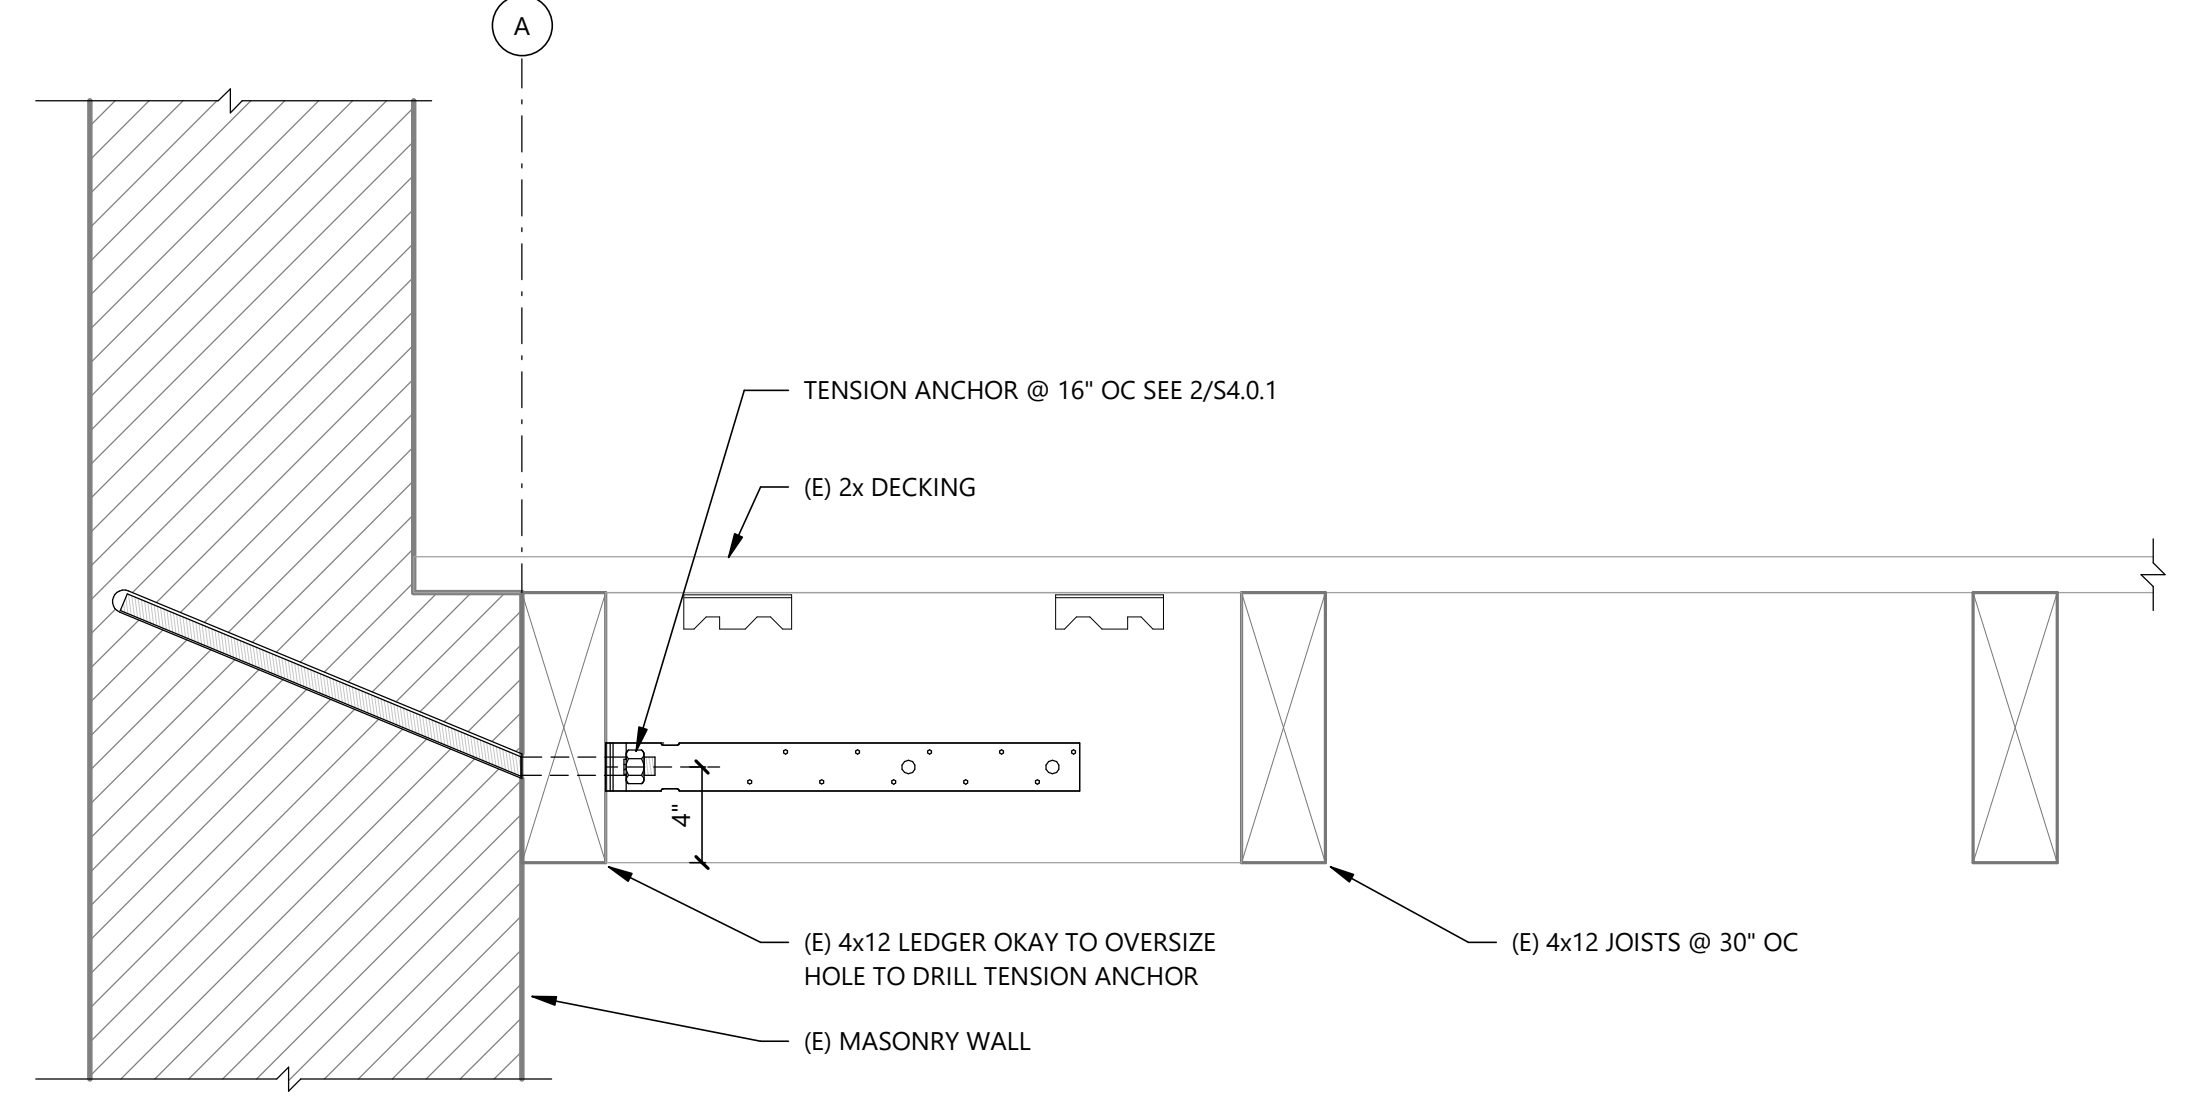 A
TENSION ANCHOR @ 16" OC SEE 2/S4.0.1
(E) 2x DECKING
4"
(E) 4x12 LEDGER OKAY TO OVERSIZE
HOLE TO DRILL TENSION ANCHOR
(E) 4x12 JOISTS @ 30" OC
(E) MASONRY WALL